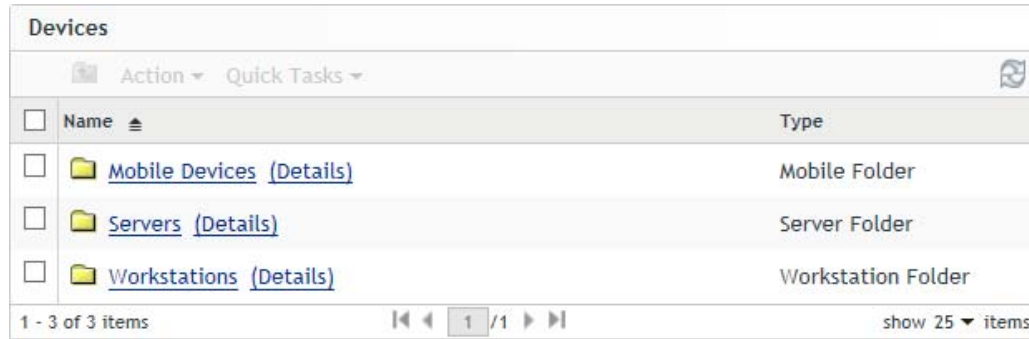 Devices
Action Quick Tasks
Name Type
Mobile Devices (Details) Mobile Folder
Servers (Details) Server Folder
Workstations (Details) Workstation Folder
1 - 3 of 3 items 1 /1 show 25 items